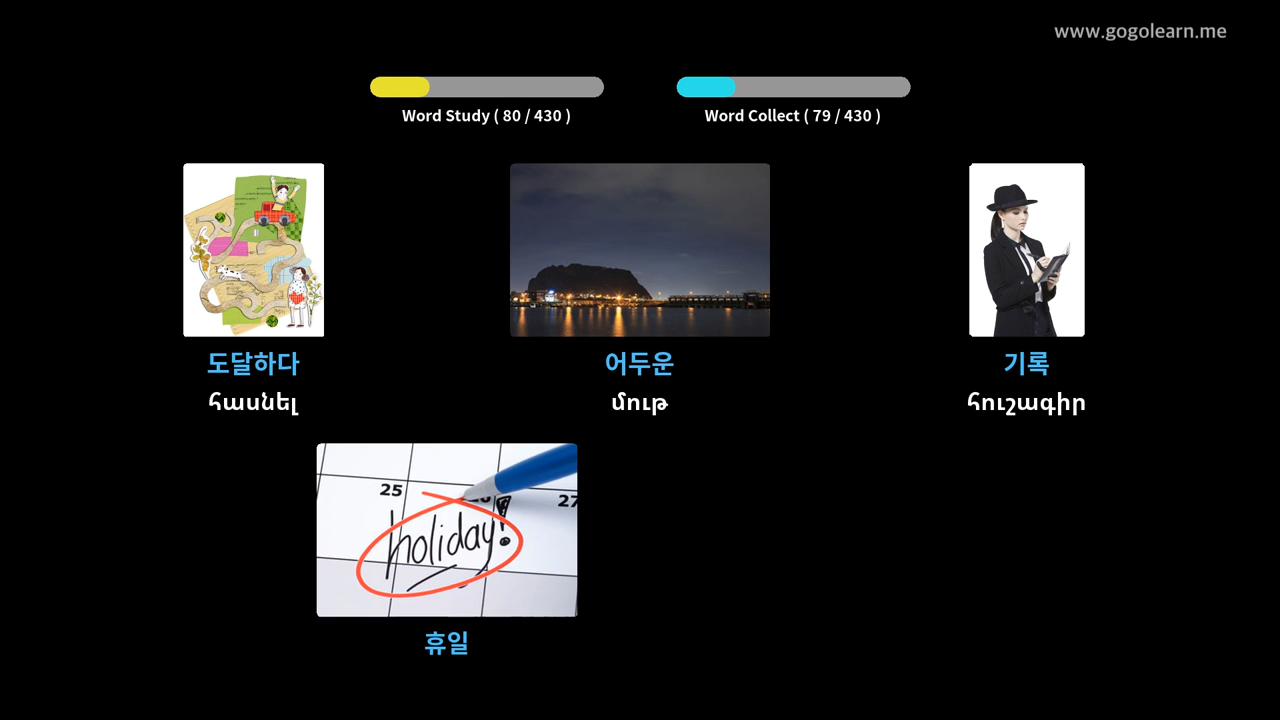 www.gogolearn.me
Word Study ( 80 / 430 )
Word Collect ( 79 / 430 )
도달하다
հասնել
어두운
մութ
기록
հուշագիր
25
27
holiday!
휴일